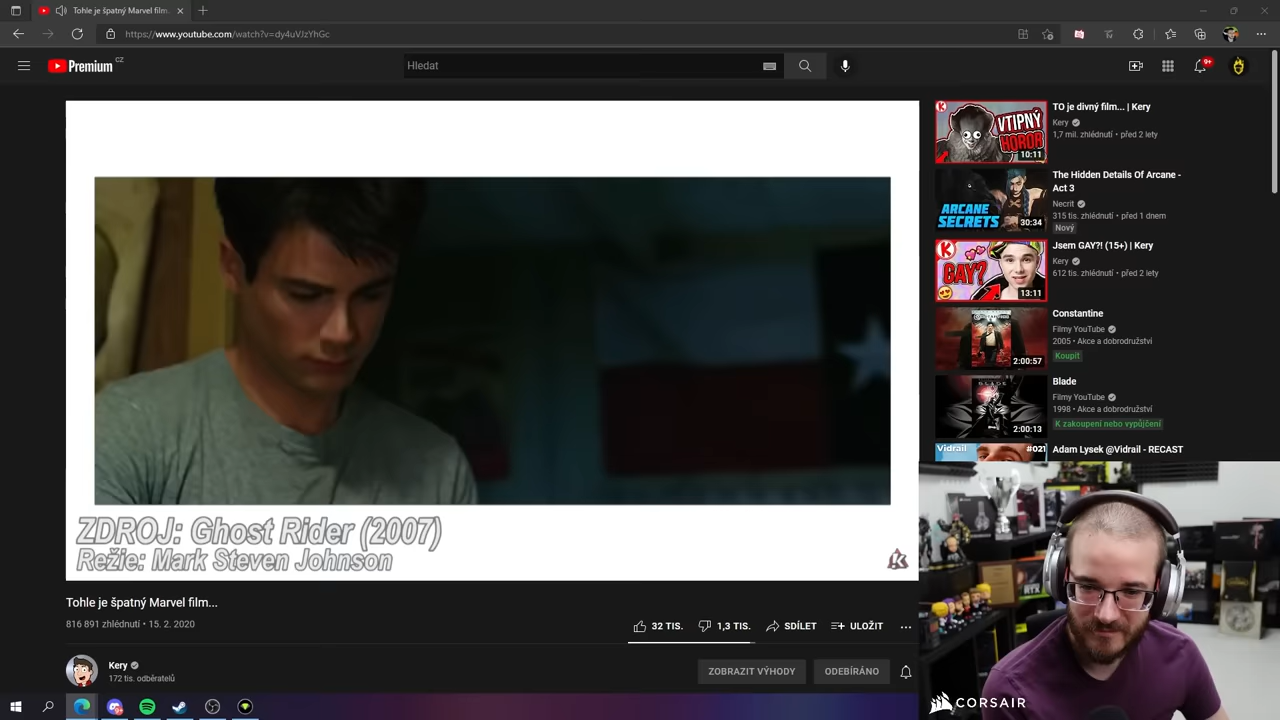 Tohle je špatný Marvel film
https://www.youtube.com/watch?v=dy4uVJzYhGc
Premium CZ
Hledat
9+
ZDROJ: Ghost Rider (2007)
Režie: Mark Steven Johnson
Tohle je špatný Marvel film...
816 891 zhlédnutí • 15. 2. 2020
32 TIS.
1,3 TIS.
SDÍLET
ULOŽIT
Kery
172 tis. odběratelů
ZOBRAZIT VÝHODY
ODEBÍRÁNO
VTIPNÝ
HOROR
10:11
TO je divný film... | Kery
Kery
1,7 mil. zhlédnutí • před 2 lety
ARCANE
SECRETS
30:34
The Hidden Details Of Arcane -
Act 3
Necrit
315 tis. zhlédnutí • před 1 dnem
Nový
GAY?
13:11
Jsem GAY?! (15+) | Kery
Kery
612 tis. zhlédnutí • před 2 lety
2:00:57
Constantine
Filmy YouTube
2005 • Akce a dobrodružství
Koupit
BLADE
2:00:13
Blade
Filmy YouTube
1998 • Akce a dobrodružství
K zakoupení nebo vypůjčení
Vidrail
#021
Adam Lysek @Vidrail - RECAST
CORSAIR